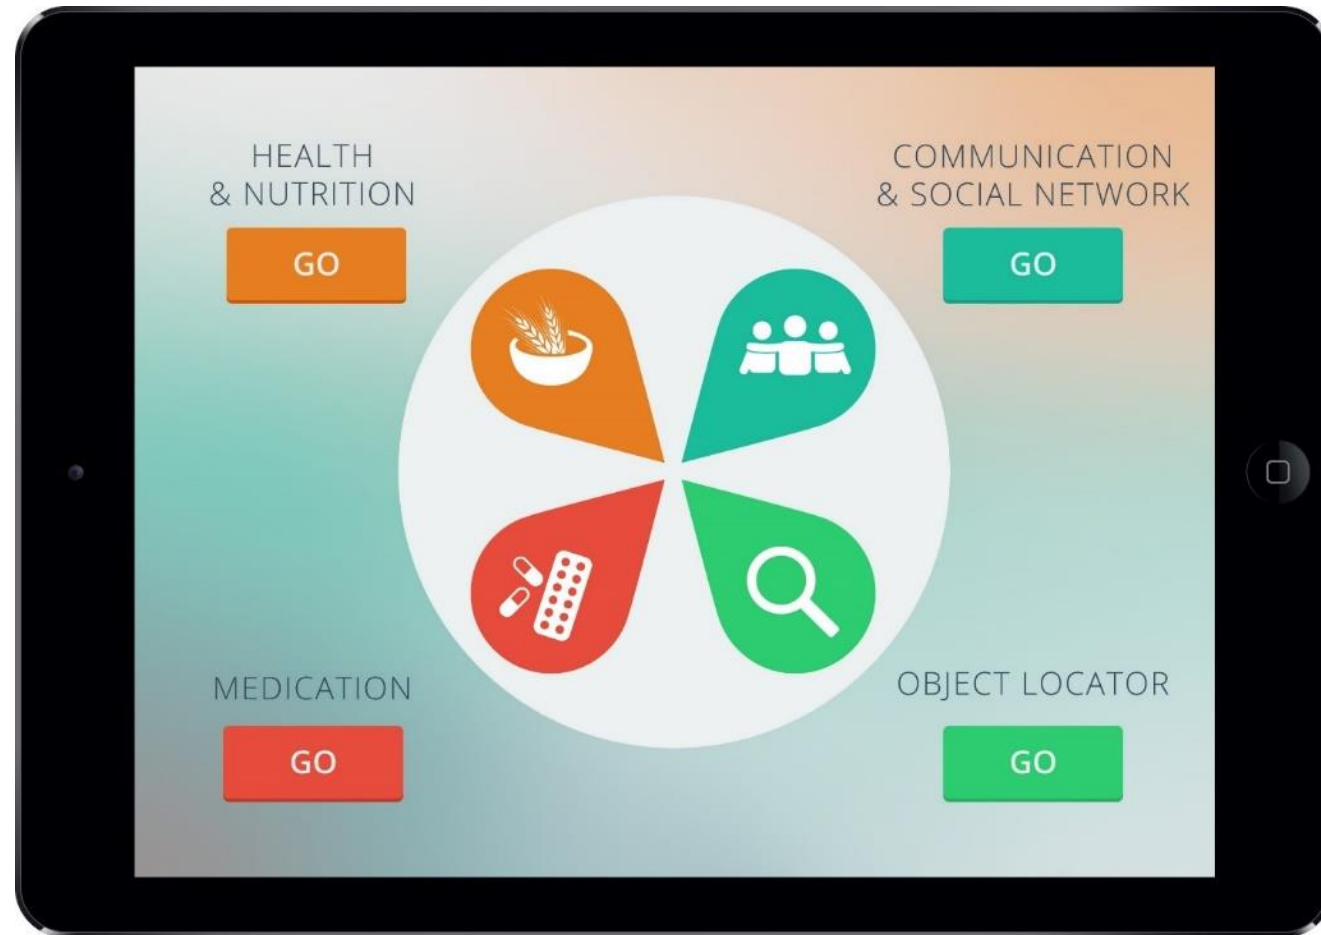 HEALTH
& NUTRITION
GO
COMMUNICATION
& SOCIAL NETWORK
GO
MEDICATION
GO
OBJECT LOCATOR
GO